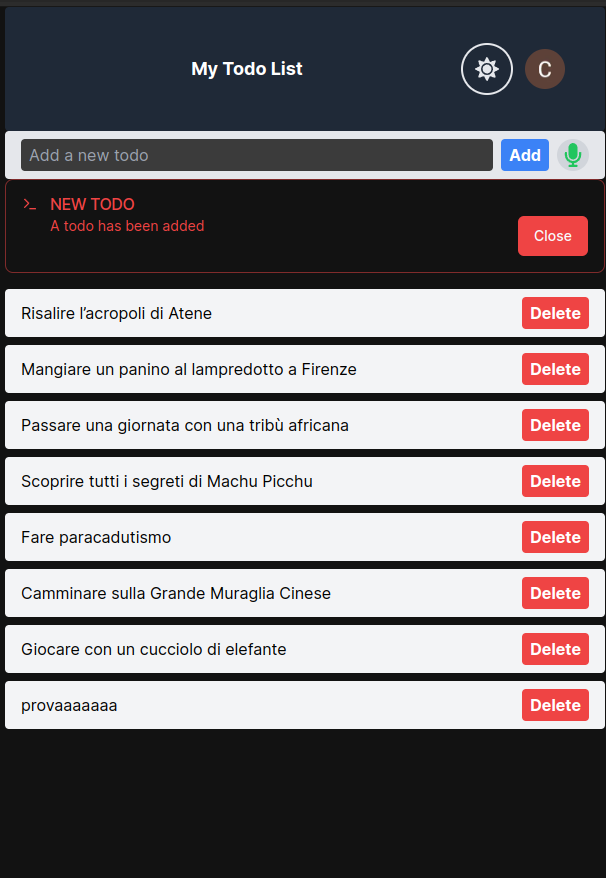 My Todo List
C
Add a new todo
Add
>_ NEW TODO
A todo has been added
Close
Risalire l’acropoli di Atene
Delete
Mangiare un panino al lampredotto a Firenze
Delete
Passare una giornata con una tribù africana
Delete
Scoprire tutti i segreti di Machu Picchu
Delete
Fare paracadutismo
Delete
Camminare sulla Grande Muraglia Cinese
Delete
Giocare con un cucciolo di elefante
Delete
provaaaaaaa
Delete